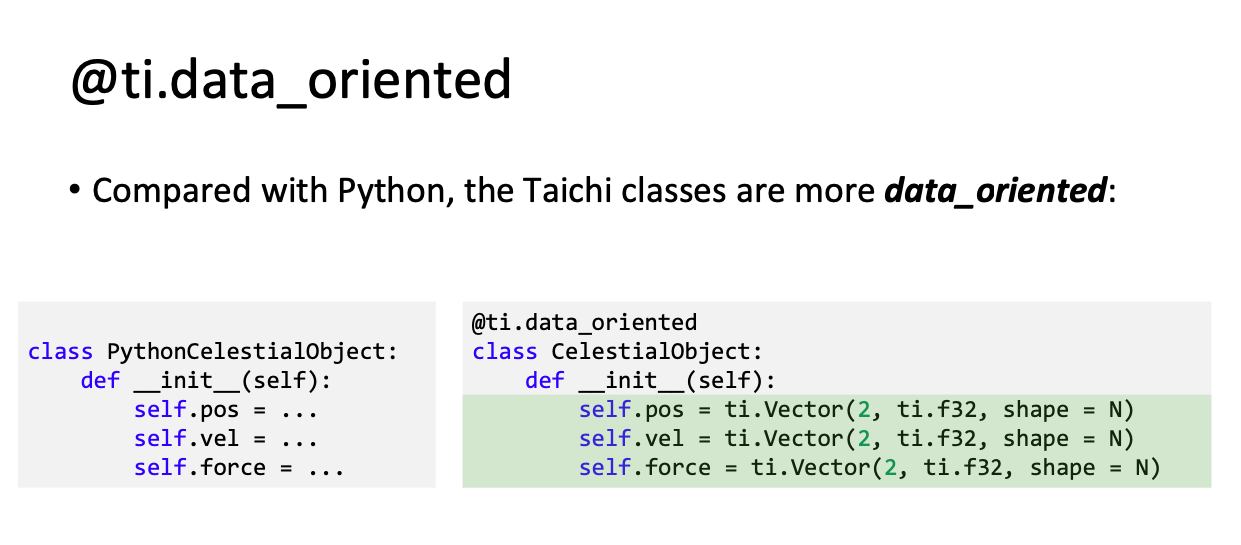 @ti.data_oriented
• Compared with Python, the Taichi classes are more data_oriented:
class PythonCelestialObject:
    def __init__(self):
        self.pos = ...
        self.vel = ...
        self.force = ...
@ti.data_oriented
class CelestialObject:
    def __init__(self):
        self.pos = ti.Vector(2, ti.f32, shape = N)
        self.vel = ti.Vector(2, ti.f32, shape = N)
        self.force = ti.Vector(2, ti.f32, shape = N)